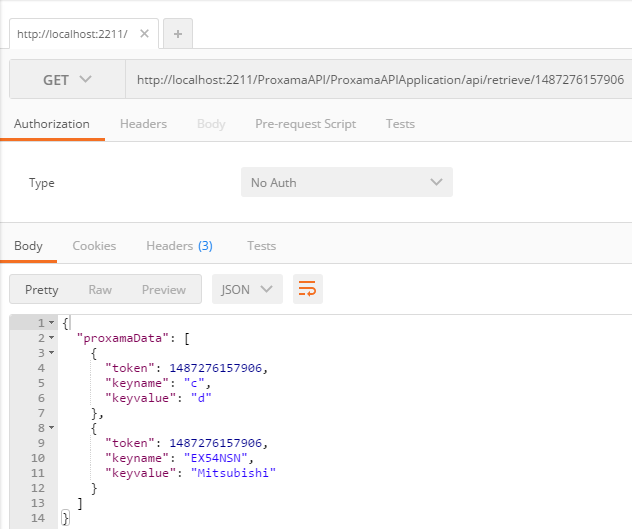 http://localhost:2211/ × +
GET http://localhost:2211/ProxamaAPI/ProxamaAPIApplication/api/retrieve/1487276157906
Authorization Headers Body Pre-request Script Tests
Type No Auth
Body Cookies Headers (3) Tests
Pretty Raw Preview JSON
1 {
2 "proxamaData": [
3 {
4 "token": 1487276157906,
5 "keyname": "c",
6 "keyvalue": "d"
7 },
8 {
9 "token": 1487276157906,
10 "keyname": "EX54NSN",
11 "keyvalue": "Mitsubishi"
12 }
13 ]
14 }